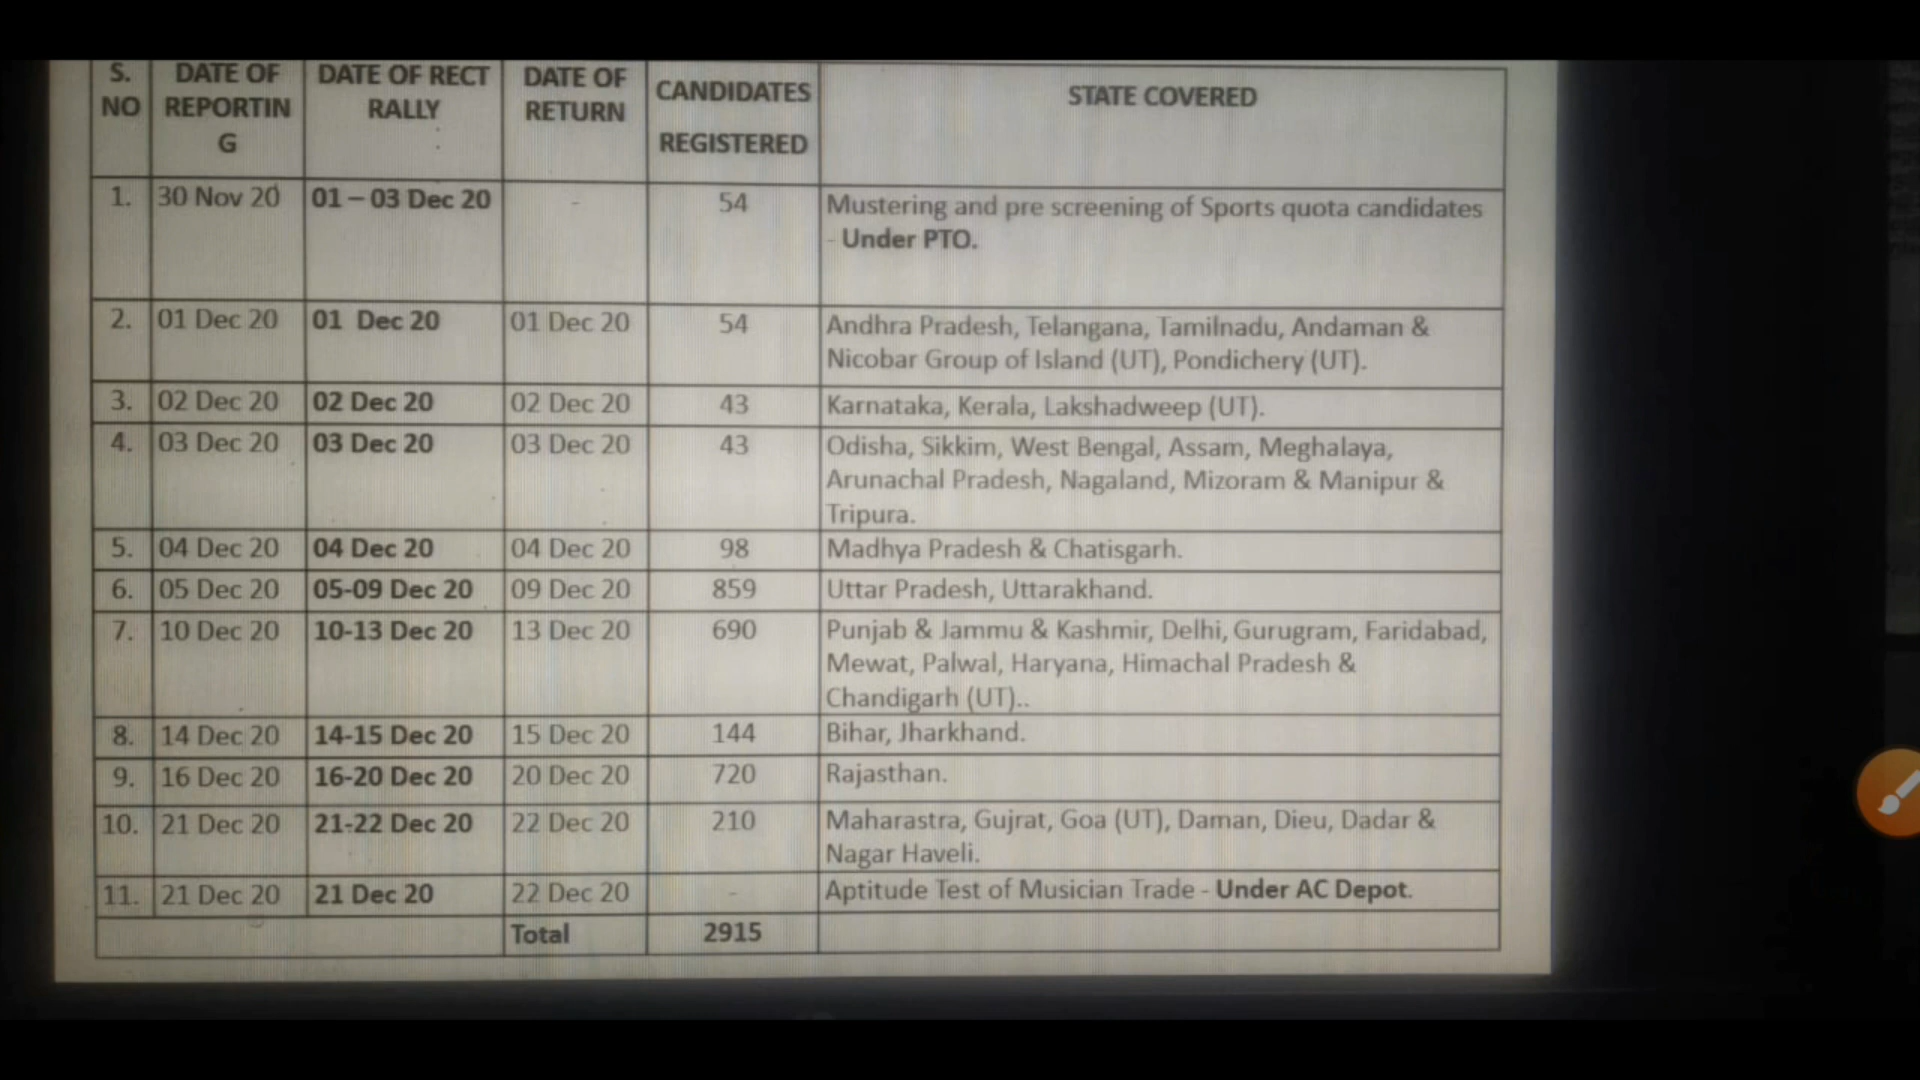 S. NO DATE OF REPORTIN G DATE OF RECT RALLY DATE OF RETURN CANDIDATES REGISTERED STATE COVERED
1. 30 Nov 20 01 – 03 Dec 20 - 54 Mustering and pre screening of Sports quota candidates
- Under PTO.
2. 01 Dec 20 01 Dec 20 01 Dec 20 54 Andhra Pradesh, Telangana, Tamilnadu, Andaman &
Nicobar Group of Island (UT), Pondichery (UT).
3. 02 Dec 20 02 Dec 20 02 Dec 20 43 Karnataka, Kerala, Lakshadweep (UT).
4. 03 Dec 20 03 Dec 20 03 Dec 20 43 Odisha, Sikkim, West Bengal, Assam, Meghalaya,
Arunachal Pradesh, Nagaland, Mizoram & Manipur &
Tripura.
5. 04 Dec 20 04 Dec 20 04 Dec 20 98 Madhya Pradesh & Chatisgarh.
6. 05 Dec 20 05-09 Dec 20 09 Dec 20 859 Uttar Pradesh, Uttarakhand.
7. 10 Dec 20 10-13 Dec 20 13 Dec 20 690 Punjab & Jammu & Kashmir, Delhi, Gurugram, Faridabad,
Mewat, Palwal, Haryana, Himachal Pradesh &
Chandigarh (UT)..
8. 14 Dec 20 14-15 Dec 20 15 Dec 20 144 Bihar, Jharkhand.
9. 16 Dec 20 16-20 Dec 20 20 Dec 20 720 Rajasthan.
10. 21 Dec 20 21-22 Dec 20 22 Dec 20 210 Maharastra, Gujrat, Goa (UT), Daman, Dieu, Dadar &
Nagar Haveli.
11. 21 Dec 20 21 Dec 20 22 Dec 20 - Aptitude Test of Musician Trade - Under AC Depot.
Total 2915